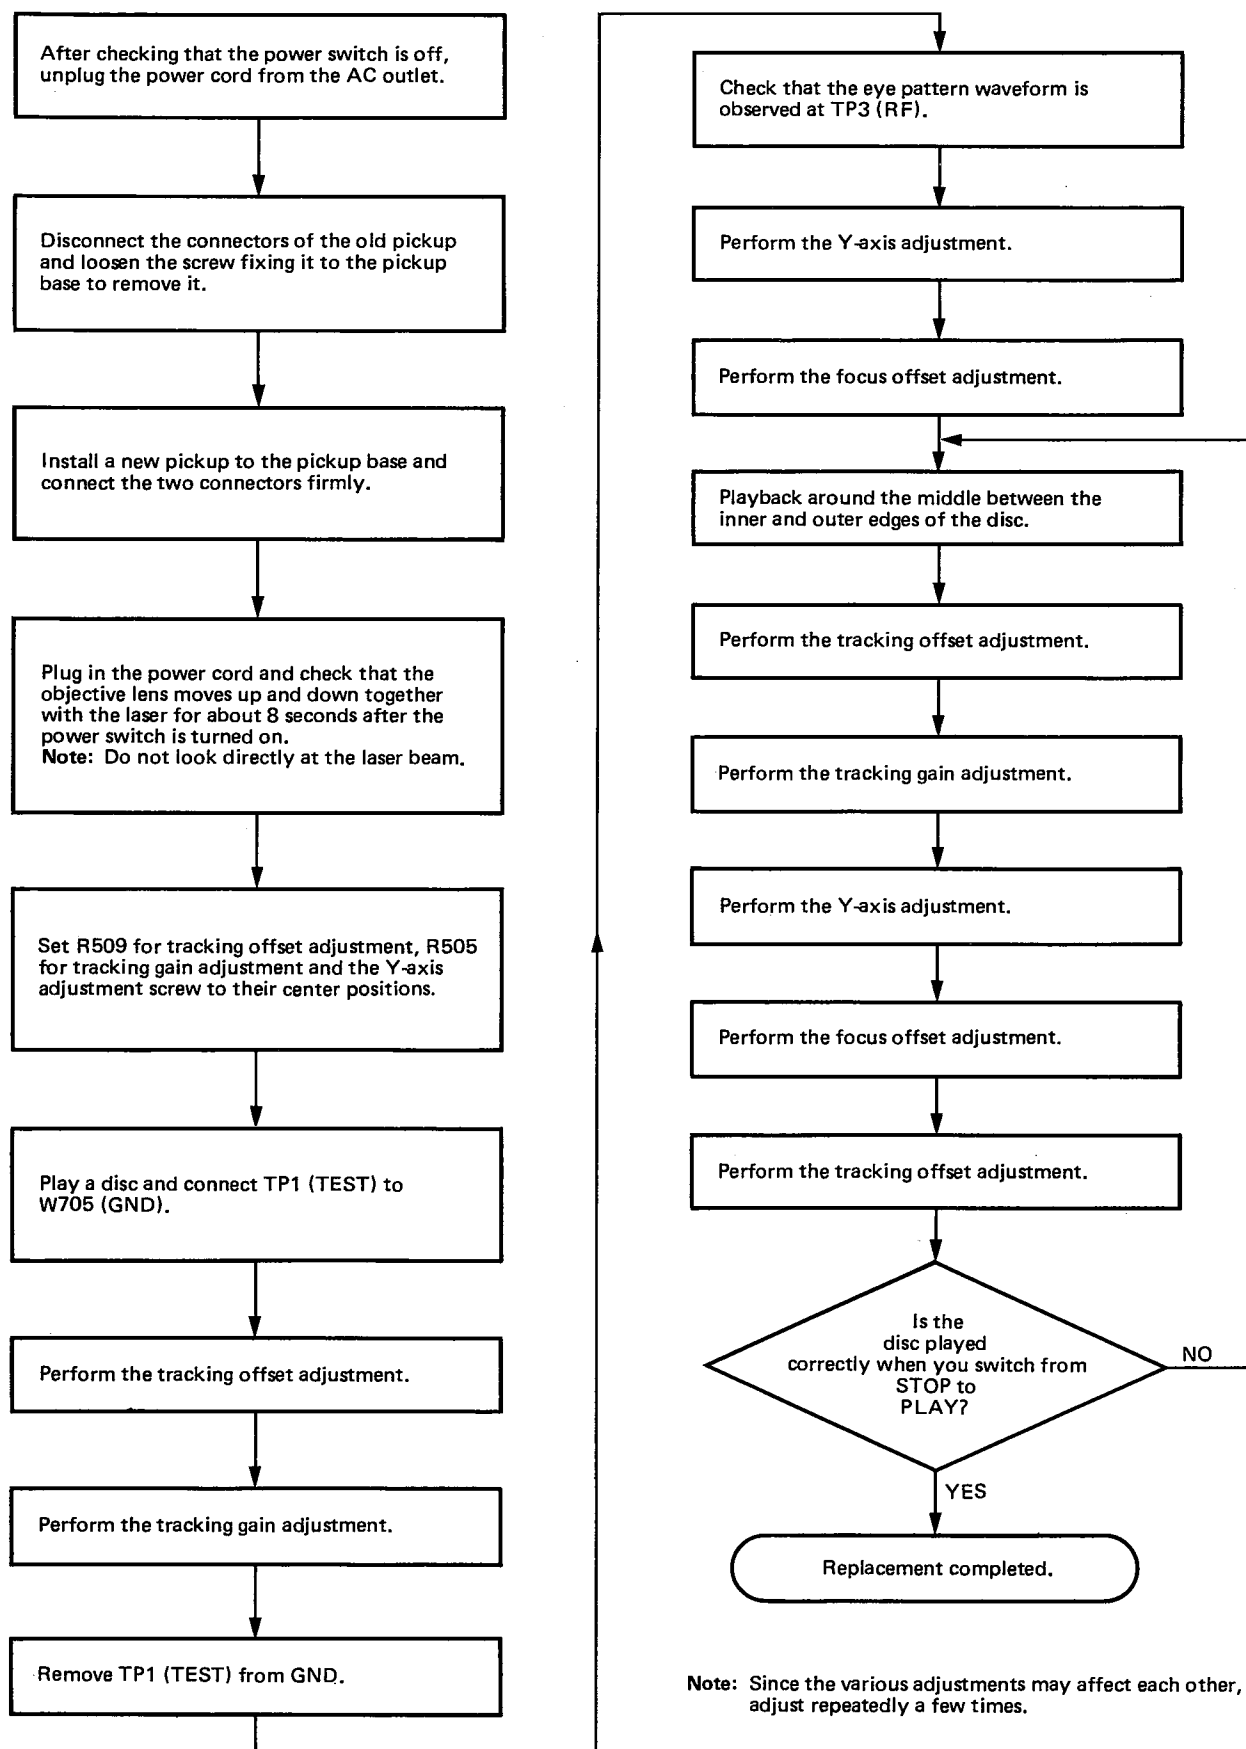 After checking that the power switch is off,
unplug the power cord from the AC outlet.
Disconnect the connectors of the old pickup
and loosen the screw fixing it to the pickup
base to remove it.
Install a new pickup to the pickup base and
connect the two connectors firmly.
Plug in the power cord and check that the
objective lens moves up and down together
with the laser for about 8 seconds after the
power switch is turned on.
Note: Do not look directly at the laser beam.
Set R509 for tracking offset adjustment, R505
for tracking gain adjustment and the Y-axis
adjustment screw to their center positions.
Play a disc and connect TP1 (TEST) to
W705 (GND).
Perform the tracking offset adjustment.
Perform the tracking gain adjustment.
Remove TP1 (TEST) from GND.
Check that the eye pattern waveform is
observed at TP3 (RF).
Perform the Y-axis adjustment.
Perform the focus offset adjustment.
Playback around the middle between the
inner and outer edges of the disc.
Perform the tracking offset adjustment.
Perform the tracking gain adjustment.
Perform the Y-axis adjustment.
Perform the focus offset adjustment.
Perform the tracking offset adjustment.
Is the
disc played
correctly when you switch from
STOP to
PLAY?
NO
YES
Replacement completed.
Note: Since the various adjustments may affect each other,
adjust repeatedly a few times.